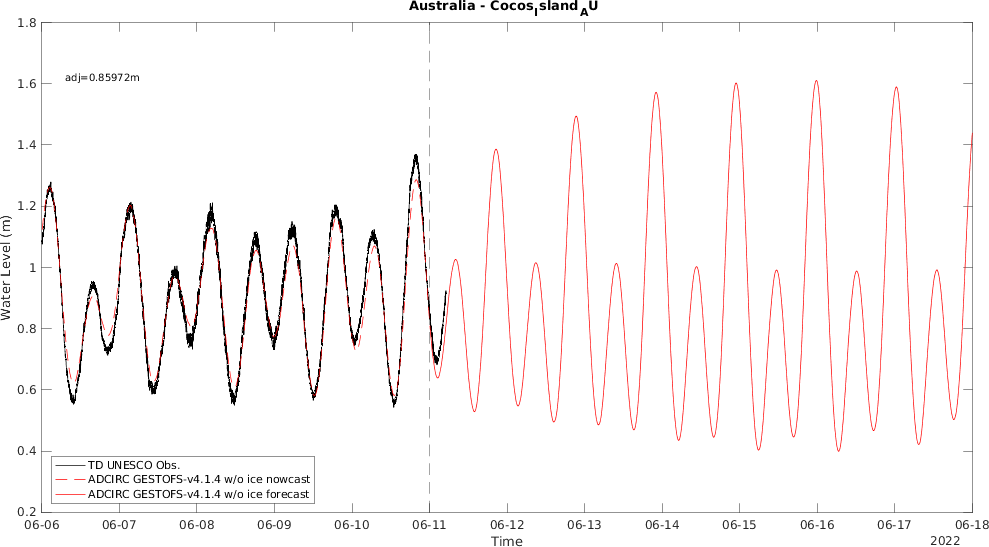 Australia - Cocos_Island_AU
1.8
1.6
1.4
1.2
1
0.8
0.6
0.4
0.2
Water Level (m)
adj=0.85972m
TD UNESCO Obs.
ADCIRC GESTOFS-v4.1.4 w/o ice nowcast
ADCIRC GESTOFS-v4.1.4 w/o ice forecast
06-06 06-07 06-08 06-09 06-10 06-11 06-12 06-13 06-14 06-15 06-16 06-17 06-18
Time
2022